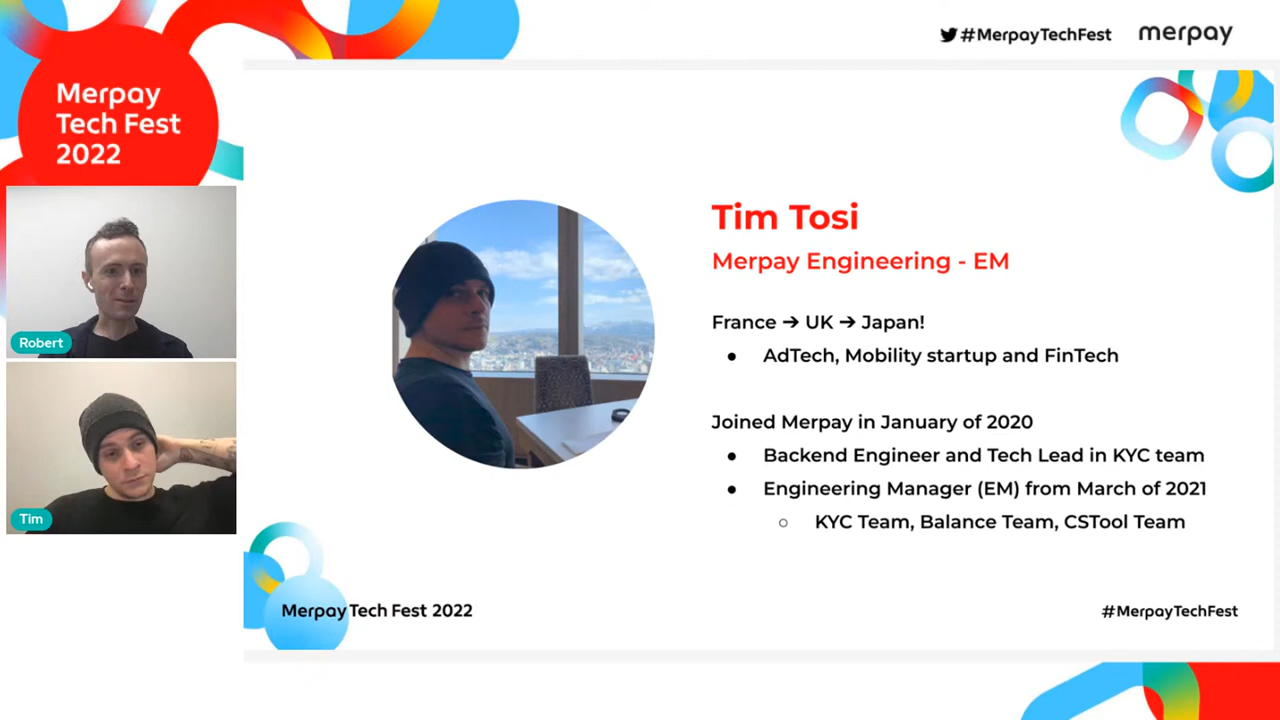 #MerpayTechFest
merpay
Merpay
Tech Fest
2022
Robert
Tim
Tim Tosi
Merpay Engineering - EM
France → UK → Japan!
● AdTech, Mobility startup and FinTech
Joined Merpay in January of 2020
● Backend Engineer and Tech Lead in KYC team
● Engineering Manager (EM) from March of 2021
○ KYC Team, Balance Team, CSTool Team
Merpay Tech Fest 2022
#MerpayTechFest